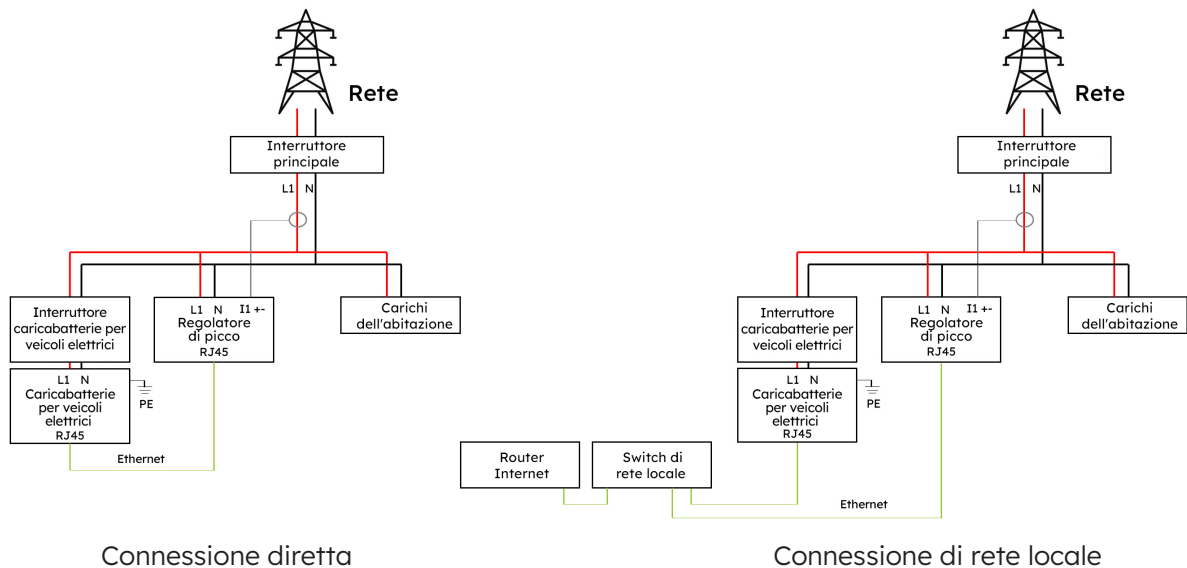 Rete
Interruttore
principale
L1 N
L1 N I1 +-
Regolatore
di picco
RJ45
Interruttore
caricabatterie per
veicoli elettrici
Carichi
dell'abitazione
L1 N
Caricabatterie
per veicoli
elettrici
RJ45
PE
Ethernet
Connessione diretta
Rete
Interruttore
principale
L1 N
Interruttore
caricabatterie per
veicoli elettrici
L1 N I1 +-
Regolatore
di picco
RJ45
Carichi
dell'abitazione
L1 N
Caricabatterie
per veicoli
elettrici
RJ45
PE
Router
Internet
Switch di
rete locale
Ethernet
Connessione di rete locale